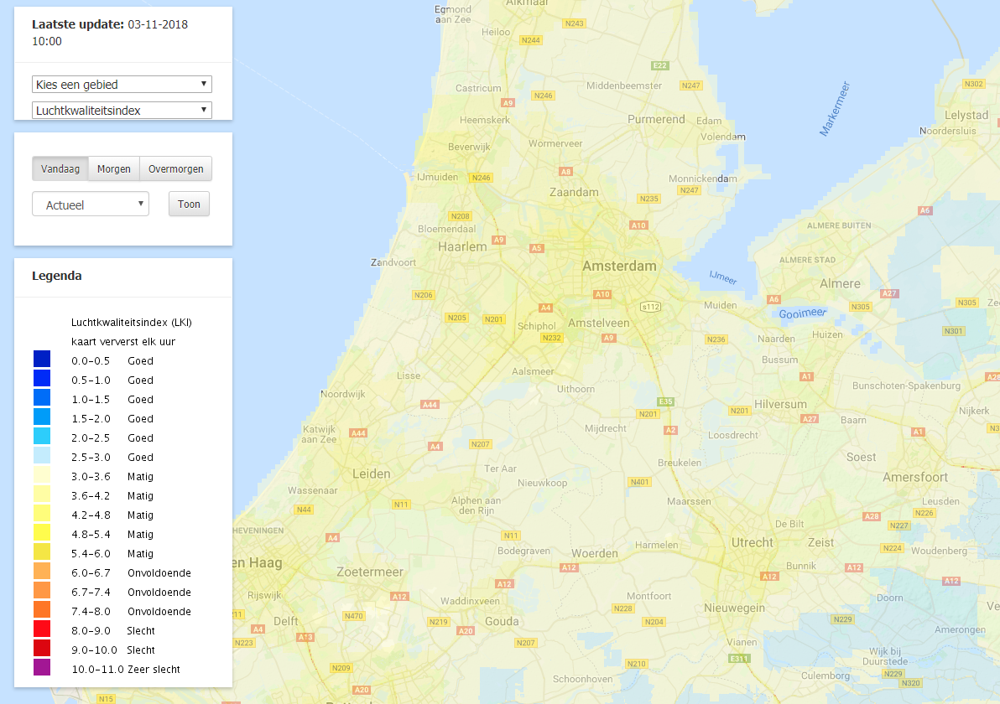 Laatste update: 03-11-2018
10:00
Kies een gebied
Luchtkwaliteitsindex
Vandaag Morgen Overmorgen
Actueel Toon
Legenda
Luchtkwaliteitsindex (LKI)
kaart ververst elk uur
0.0-0.5 Goed
0.5-1.0 Goed
1.0-1.5 Goed
1.5-2.0 Goed
2.0-2.5 Goed
2.5-3.0 Goed
3.0-3.6 Matig
3.6-4.2 Matig
4.2-4.8 Matig
4.8-5.4 Matig
5.4-6.0 Matig
6.0-6.7 Onvoldoende
6.7-7.4 Onvoldoende
7.4-8.0 Onvoldoende
8.0-9.0 Slecht
9.0-10.0 Slecht
10.0-11.0 Zeer slecht
Alkmaar
Egmond
aan Zee
N243
Heiloo
N244
E22
Castricum
Middenbeemster
N247
N302
A9
N246
Markermeer
Heemskerk
Purmerend
Edam
Lelystad
Volendam
Noordersluis
Beverwijk
Wormerveer
IJmuiden
N246
A8
Monnickendam
Zaandam
N247
N235
A6
N208
Bloemendaal
A10
ALMERE BUITEN
Haarlem
A9
A5
Zandvoort
Amsterdam
ALMERE STAD
IJmeer
Almere
N206
A10
A27
A6
N305
N305
Muiden
s112
A4
Gooimeer
N205
N201
Schiphol
Amstelveen
N301
N232
A9
N236
Naarden
Huizen
Bussum
Aalsmeer
Lisse
A1
A28
Uithoorn
Bunschoten-Spakenburg
Noordwijk
A44
E35
Hilversum
N201
N201
Nijkerk
A27
Baam
Katwijk
aan Zee
A44
Mijdrecht
A2
Loosdrecht
A1
N207
A4
Soest
Breukelen
Ter Aar
Leiden
Nieuwkoop
N401
Amersfoort
Wassenaar
Maarssen
Alphen aan
den Rijn
N11
Leusden
N44
N226
A28
De Bilt
N227
HEVENINGEN
A4
N11
Harmelen
Utrecht
Zeist
N224
Bodegraven
Woerden
Woudenberg
en Haag
A12
Bunnik
A12
Zoetermeer
A12
A12
A12
Rijswijk
A12
Waddinxveen
Montfoort
Doorn
N228
Nieuwegein
N470
N219
Gouda
N204
N229
Delft
A4
A20
Amerongen
A13
N223
N207
Vianen
E311
Wijk bij
Duurstede
N210
N209
Schoonhoven
Culemborg
N229
N320
A20
N15